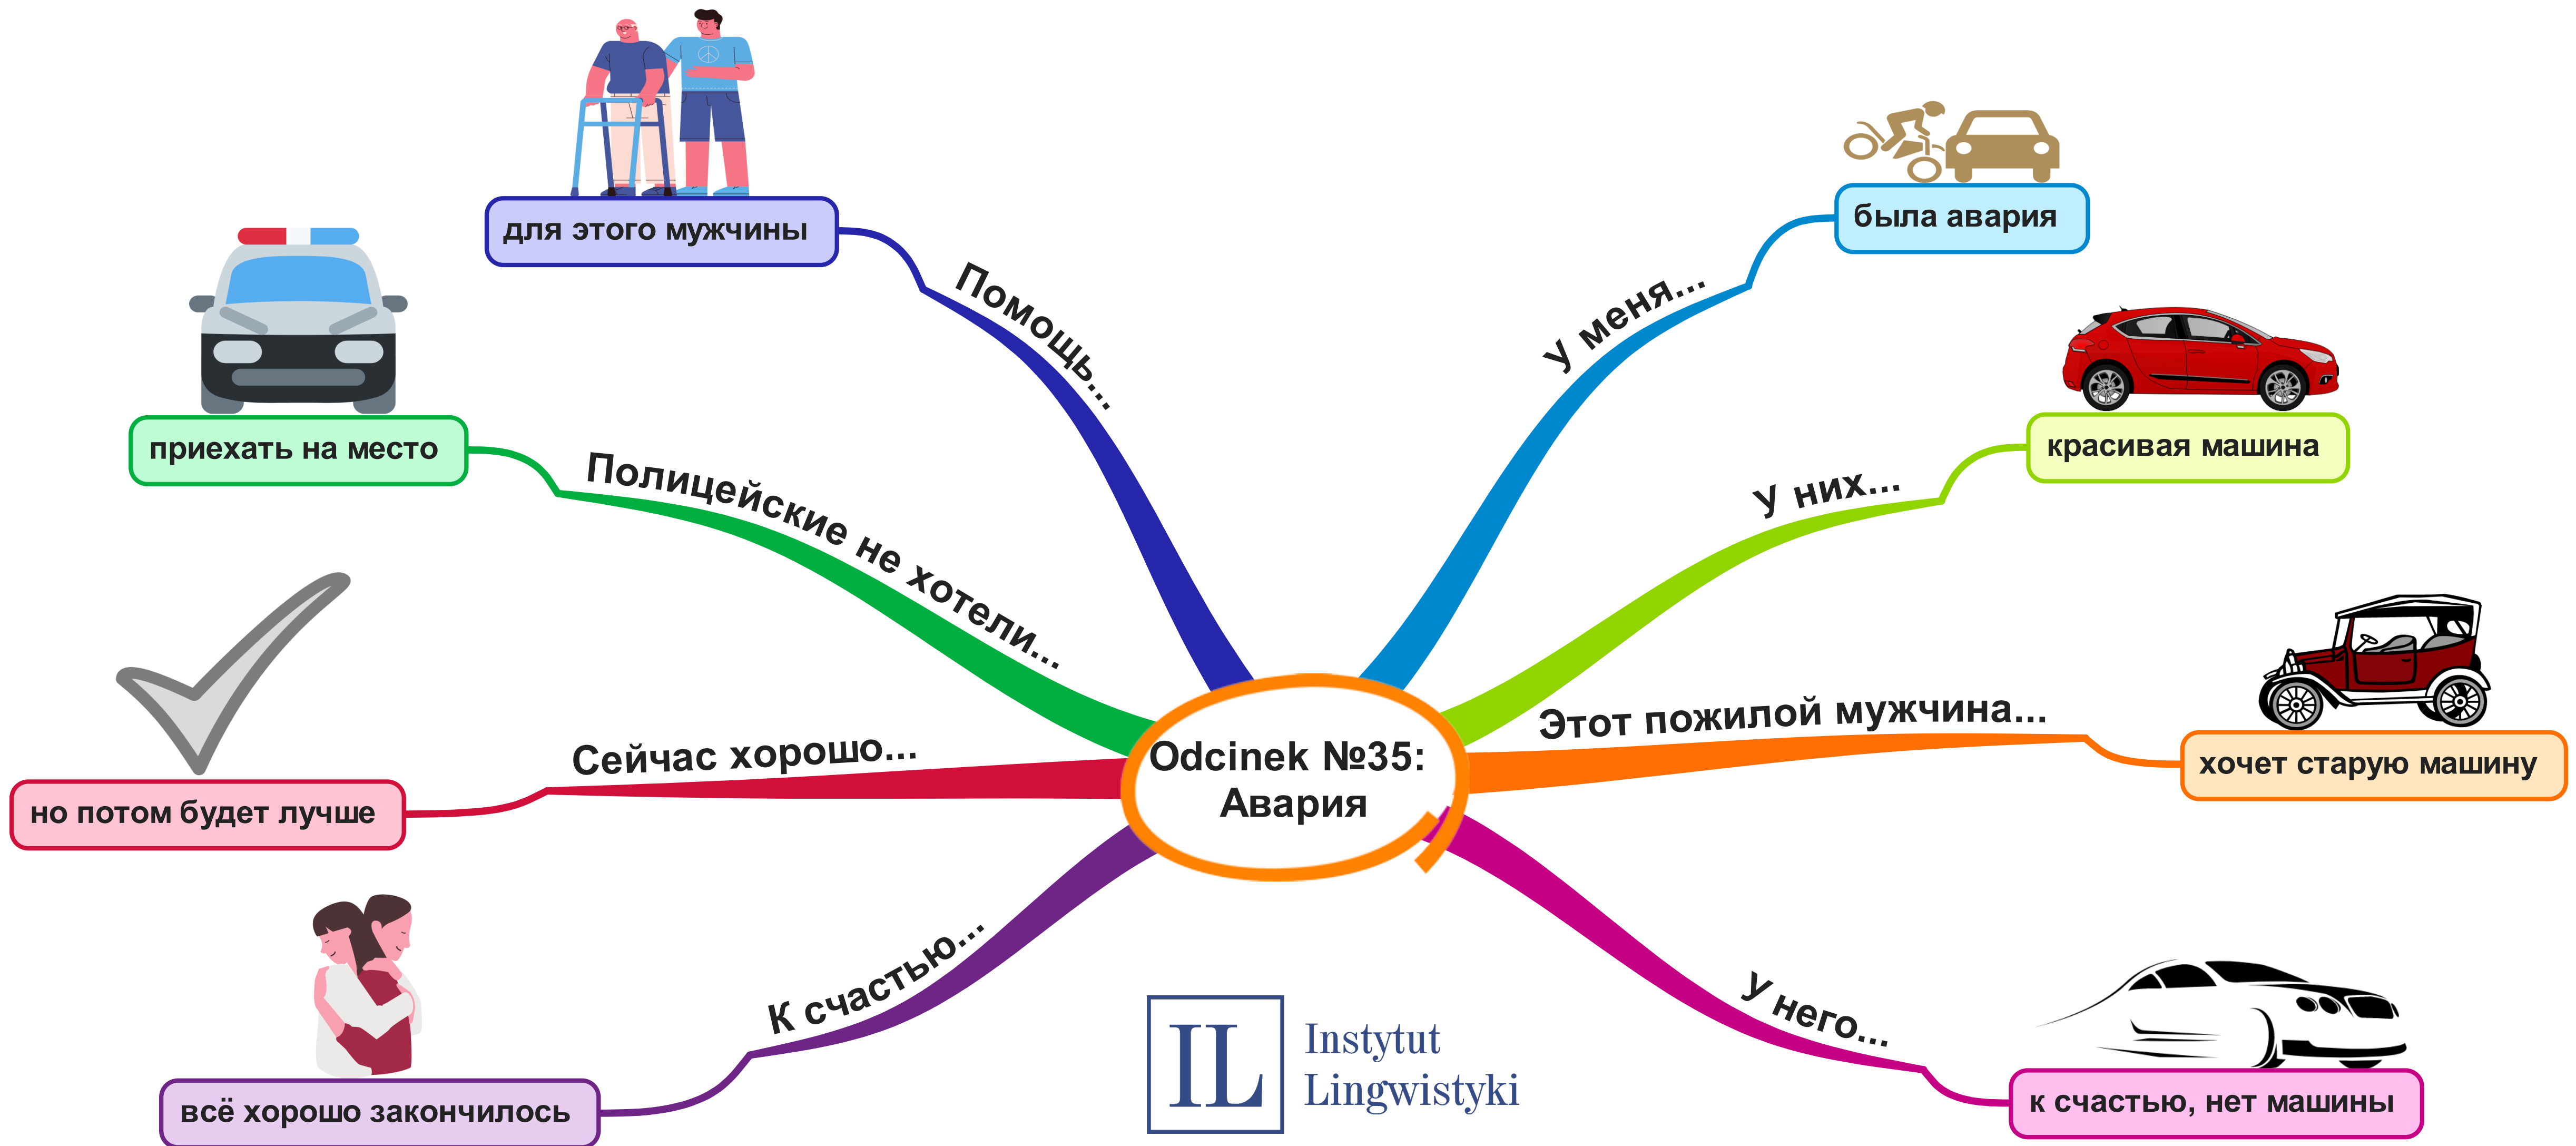 Odcinek №35:
Авария
У меня...
была авария
У них...
красивая машина
Этот пожилой мужчина...
хочет старую машину
У него...
к счастью, нет машины
Помощь...
для этого мужчины
Полицейские не хотели...
приехать на место
Сейчас хорошо...
но потом будет лучше
К счастью...
всё хорошо закончилось
IL
Instytut
Lingwistyki